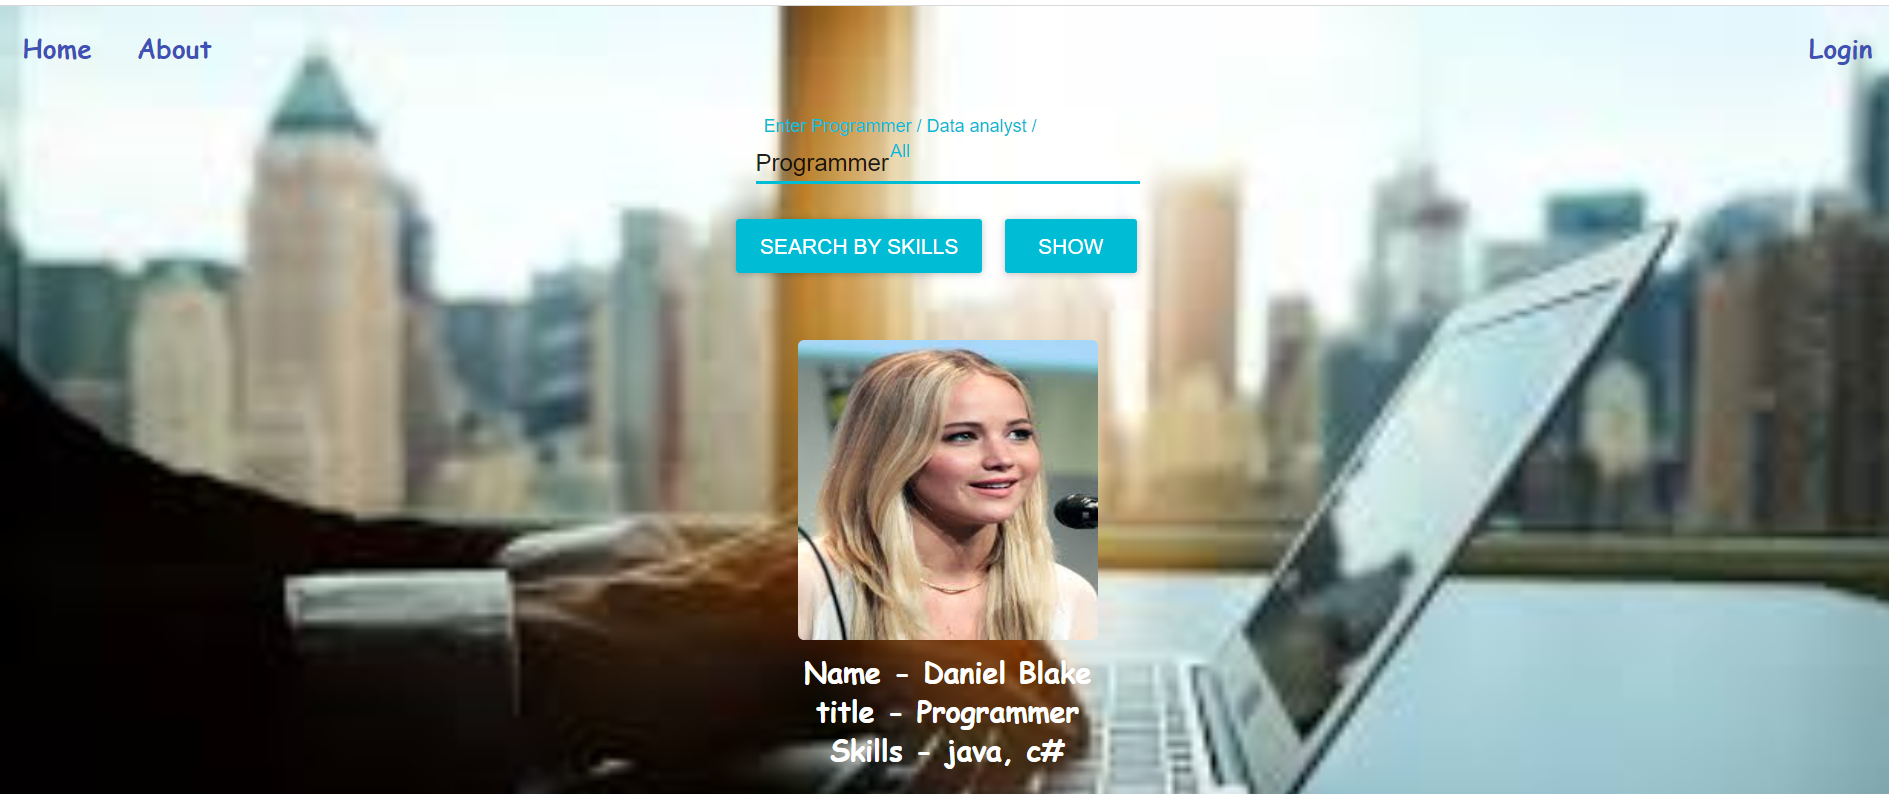 Home About Login
Enter Programmer / Data analyst /
All
Programmer
SEARCH BY SKILLS SHOW
Name - Daniel Blake
title - Programmer
Skills - java, c#